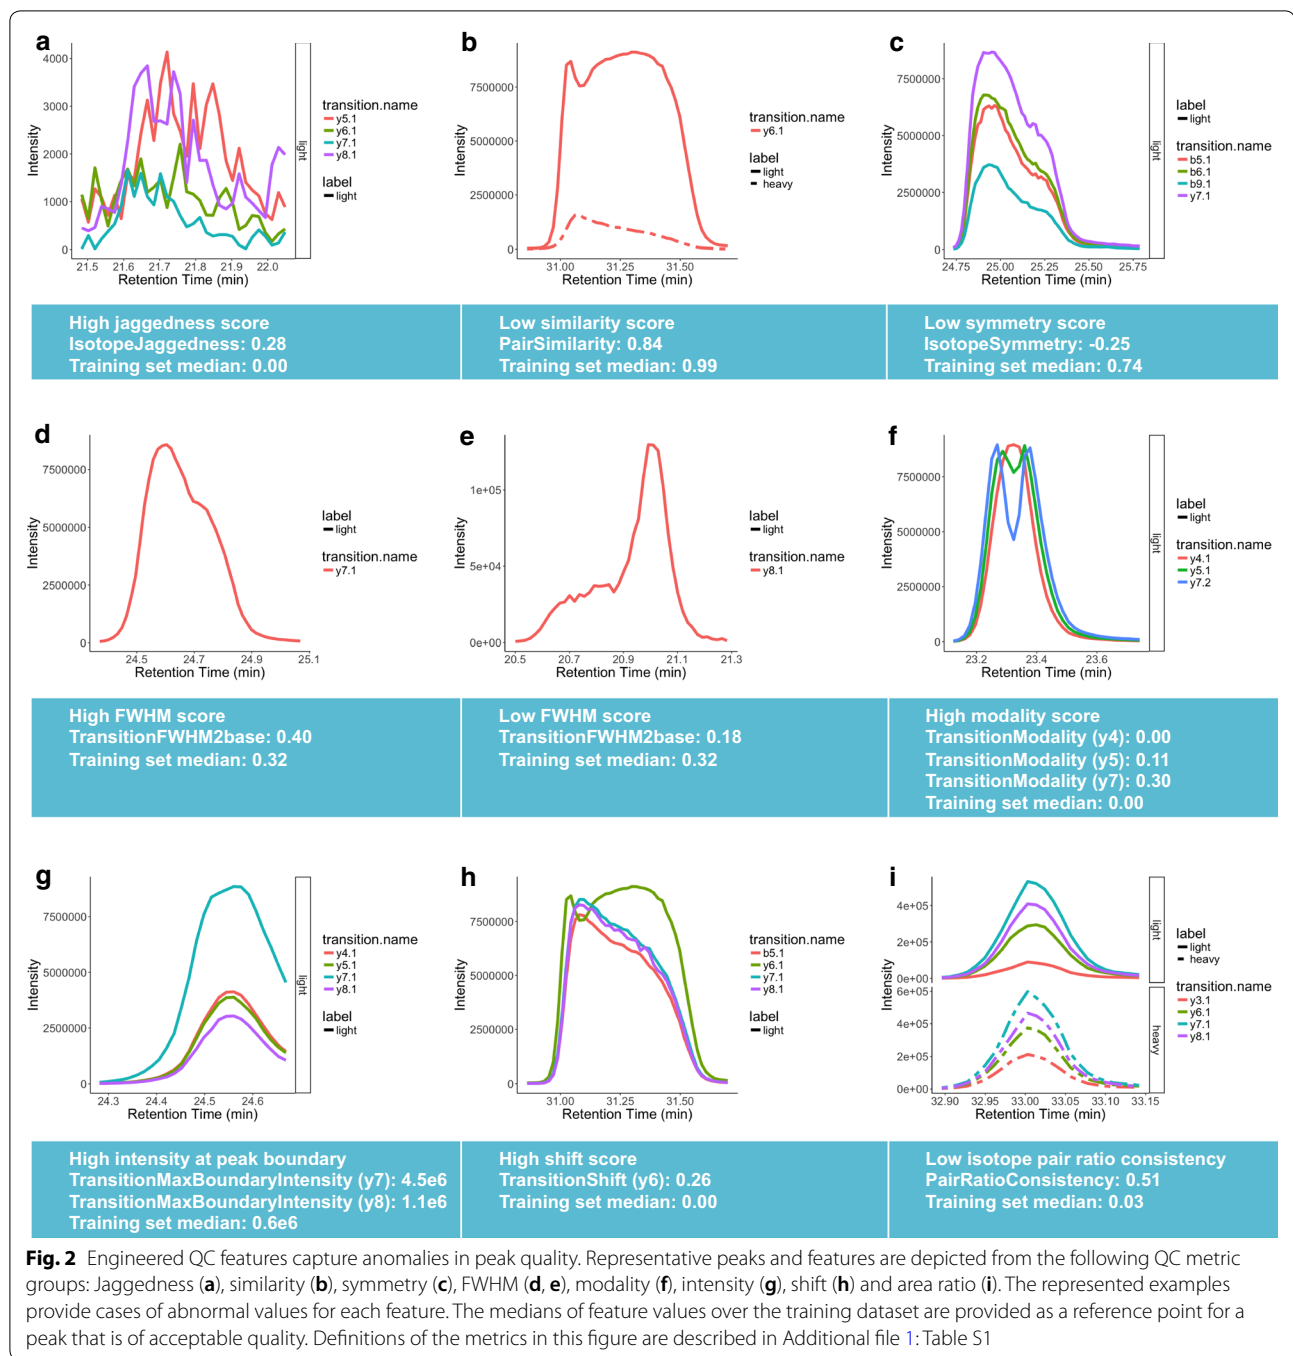 a
4000
3000
2000
1000
0
Intensity
21.5 21.6 21.7 21.8 21.9 22.0
Retention Time (min)
light
transition.name
y5.1
y6.1
y7.1
y8.1
label
light
b
7500000
5000000
2500000
0
Intensity
31.00 31.25 31.50
Retention Time (min)
transition.name
y6.1
label
light
heavy
c
7500000
5000000
2500000
0
Intensity
24.75 25.00 25.25 25.50 25.75
Retention Time (min)
light
label
light
transition.name
b5.1
b6.1
b9.1
y7.1
High jaggedness score
IsotopeJaggedness: 0.28
Training set median: 0.00
Low similarity score
PairSimilarity: 0.84
Training set median: 0.99
Low symmetry score
IsotopeSymmetry: -0.25
Training set median: 0.74
d
7500000
5000000
2500000
0
Intensity
24.5 24.7 24.9 25.1
Retention Time (min)
label
light
transition.name
y7.1
e
1e+05
5e+04
0e+00
Intensity
20.5 20.7 20.9 21.1 21.3
Retention Time (min)
label
light
transition.name
y8.1
f
7500000
5000000
2500000
0
Intensity
23.2 23.4 23.6
Retention Time (min)
light
label
light
transition.name
y4.1
y5.1
y7.2
High FWHM score
TransitionFWHM2base: 0.40
Training set median: 0.32
Low FWHM score
TransitionFWHM2base: 0.18
Training set median: 0.32
High modality score
TransitionModality (y4): 0.00
TransitionModality (y5): 0.11
TransitionModality (y7): 0.30
Training set median: 0.00
g
7500000
5000000
2500000
0
Intensity
24.3 24.4 24.5 24.6
Retention Time (min)
light
transition.name
y4.1
y5.1
y7.1
y8.1
label
light
h
7500000
5000000
2500000
0
Intensity
31.00 31.25 31.50
Retention Time (min)
transition.name
b5.1
y6.1
y7.1
y8.1
label
light
i
4e+05
2e+05
0e+00
6e+05
4e+05
2e+05
0e+00
Intensity
32.90 32.95 33.00 33.05 33.10 33.15
Retention Time (min)
light
heavy
label
light
heavy
transition.name
y3.1
y6.1
y7.1
y8.1
High intensity at peak boundary
TransitionMaxBoundaryIntensity (y7): 4.5e6
TransitionMaxBoundaryIntensity (y8): 1.1e6
Training set median: 0.6e6
High shift score
TransitionShift (y6): 0.26
Training set median: 0.00
Low isotope pair ratio consistency
PairRatioConsistency: 0.51
Training set median: 0.03
Fig. 2 Engineered QC features capture anomalies in peak quality. Representative peaks and features are depicted from the following QC metric
groups: Jaggedness (a), similarity (b), symmetry (c), FWHM (d, e), modality (f), intensity (g), shift (h) and area ratio (i). The represented examples
provide cases of abnormal values for each feature. The medians of feature values over the training dataset are provided as a reference point for a
peak that is of acceptable quality. Definitions of the metrics in this figure are described in Additional file 1: Table S1